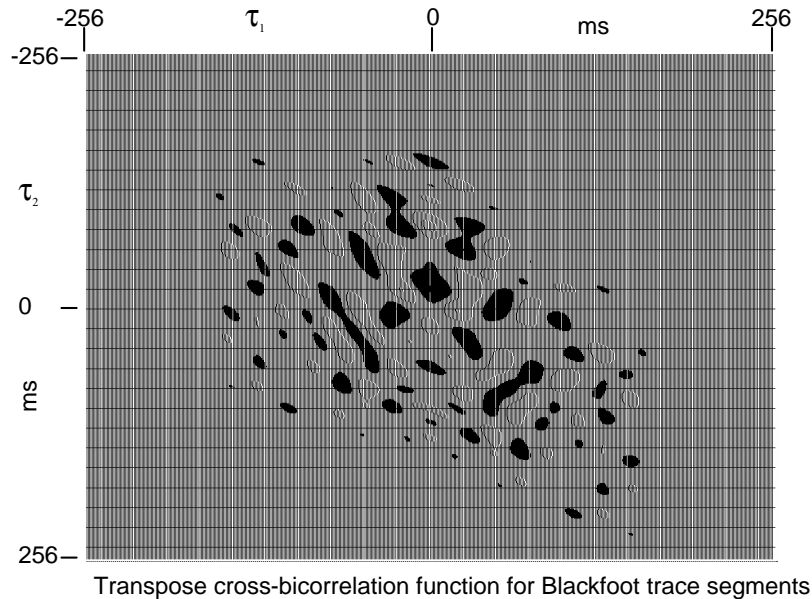 -256 τ₁ 0 ms 256
-256
τ₂
0
ms
256
Transpose cross-bicorrelation function for Blackfoot trace segments